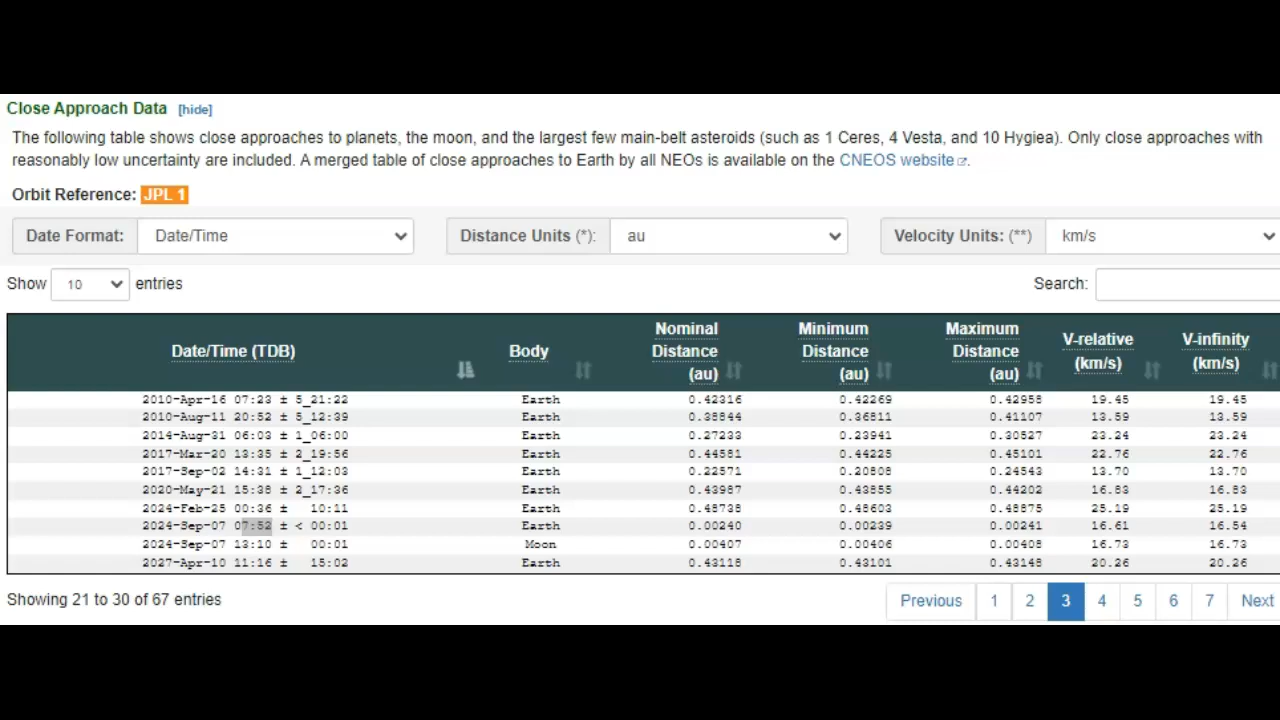 Close Approach Data [hide]
The following table shows close approaches to planets, the moon, and the largest few main-belt asteroids (such as 1 Ceres, 4 Vesta, and 10 Hygiea). Only close approaches with
reasonably low uncertainty are included. A merged table of close approaches to Earth by all NEOs is available on the CNEOS website.
Orbit Reference: JPL 1
Date Format: Date/Time Distance Units (*): au Velocity Units: (**) km/s
Show 10 entries Search:
Date/Time (TDB) Body Nominal Distance (au) Minimum Distance (au) Maximum Distance (au) V-relative (km/s) V-infinity (km/s)
2010-Apr-16 07:23 ± 5_21:22 Earth 0.42316 0.42269 0.42958 19.45 19.45
2010-Aug-11 20:52 ± 5_12:39 Earth 0.38844 0.36811 0.41107 13.59 13.59
2014-Aug-31 06:03 ± 1_06:00 Earth 0.27233 0.23941 0.30527 23.24 23.24
2017-Mar-20 13:35 ± 2_19:56 Earth 0.44581 0.44225 0.45101 22.76 22.76
2017-Sep-02 14:31 ± 1_12:03 Earth 0.22571 0.20808 0.24543 13.70 13.70
2020-May-21 15:38 ± 2_17:36 Earth 0.43987 0.43855 0.44202 16.83 16.83
2024-Feb-25 00:36 ± 10:11 Earth 0.48738 0.48603 0.48875 25.19 25.19
2024-Sep-07 07:52 ± < 00:01 Earth 0.00240 0.00239 0.00241 16.61 16.54
2024-Sep-07 13:10 ± 00:01 Moon 0.00407 0.00406 0.00408 16.73 16.73
2027-Apr-10 11:16 ± 15:02 Earth 0.43118 0.43101 0.43148 20.26 20.26
Showing 21 to 30 of 67 entries Previous 1 2 3 4 5 6 7 Next